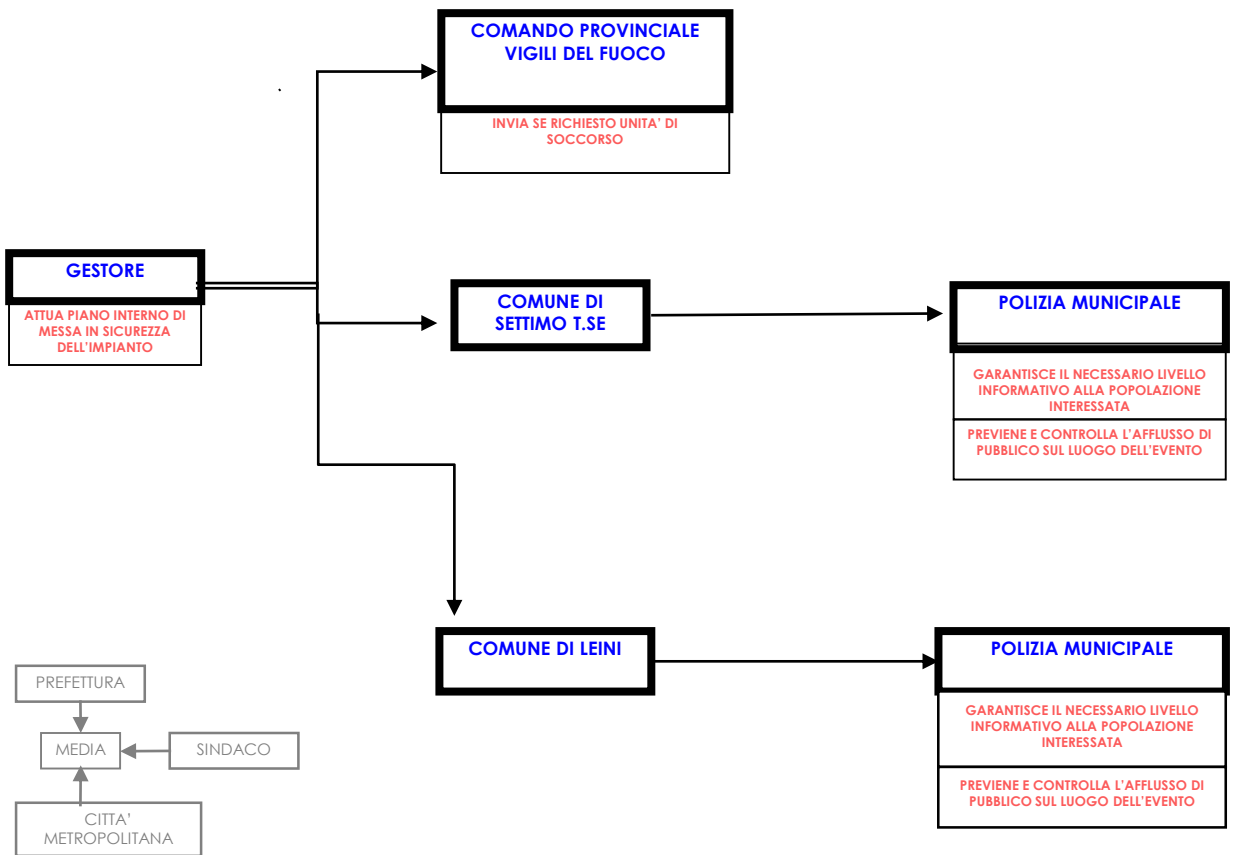 COMANDO PROVINCIALE
VIGILI DEL FUOCO
INVIA SE RICHIESTO UNITA' DI
SOCCORSO
GESTORE
ATTUA PIANO INTERNO DI
MESSA IN SICUREZZA
DELL'IMPIANTO
COMUNE DI
SETTIMO T.SE
POLIZIA MUNICIPALE
GARANTISCE IL NECESSARIO LIVELLO
INFORMATIVO ALLA POPOLAZIONE
INTERESSATA
PREVIENE E CONTROLLA L'AFFLUSSO DI
PUBBLICO SUL LUOGO DELL'EVENTO
COMUNE DI LEINI
POLIZIA MUNICIPALE
GARANTISCE IL NECESSARIO LIVELLO
INFORMATIVO ALLA POPOLAZIONE
INTERESSATA
PREVIENE E CONTROLLA L'AFFLUSSO DI
PUBBLICO SUL LUOGO DELL'EVENTO
PREFETTURA
MEDIA
SINDACO
CITTA'
METROPOLITANA